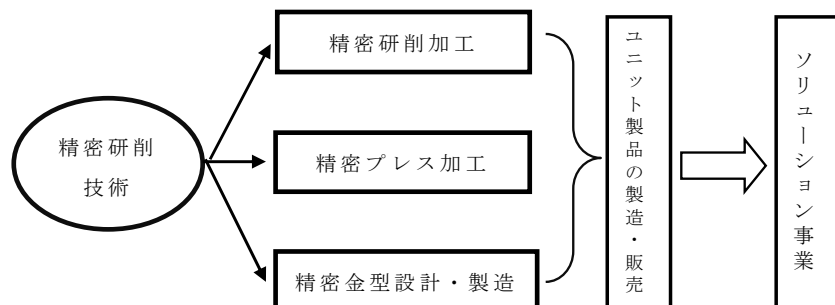 精密研削
技術
精密研削加工
精密プレス加工
精密金型設計・製造
ユニット製品の製造・販売
ソリューション事業